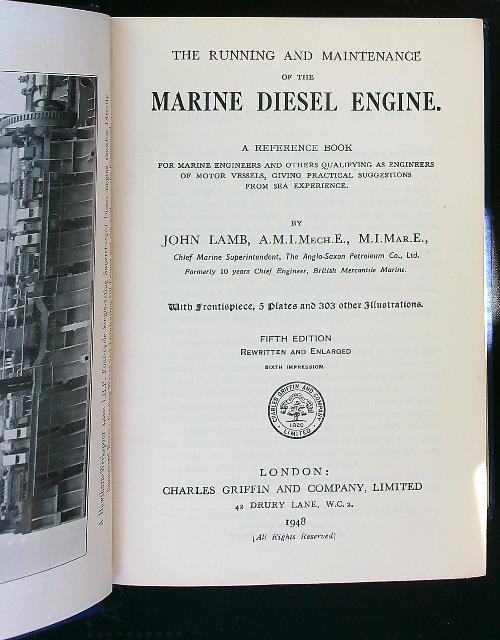 THE RUNNING AND MAINTENANCE
OF THE
MARINE DIESEL ENGINE.
A REFERENCE BOOK
FOR MARINE ENGINEERS AND OTHERS QUALIFYING AS ENGINEERS
OF MOTOR VESSELS, GIVING PRACTICAL SUGGESTIONS
FROM SEA EXPERIENCE.
BY
JOHN LAMB, A.M.I.MECH.E., M.I.MAR.E.,
Chief Marine Superintendent, The Anglo-Saxon Petroleum Co., Ltd.
Formerly 10 years Chief Engineer, British Mercantile Marine.
With Frontispiece, 5 Plates and 303 other Illustrations.
FIFTH EDITION
REWRITTEN AND ENLARGED
SIXTH IMPRESSION
CHARLES GRIFFIN AND COMPANY
1820
LIMITED
LONDON:
CHARLES GRIFFIN AND COMPANY, LIMITED
42 DRURY LANE, W.C. 2.
1948
[All Rights Reserved]